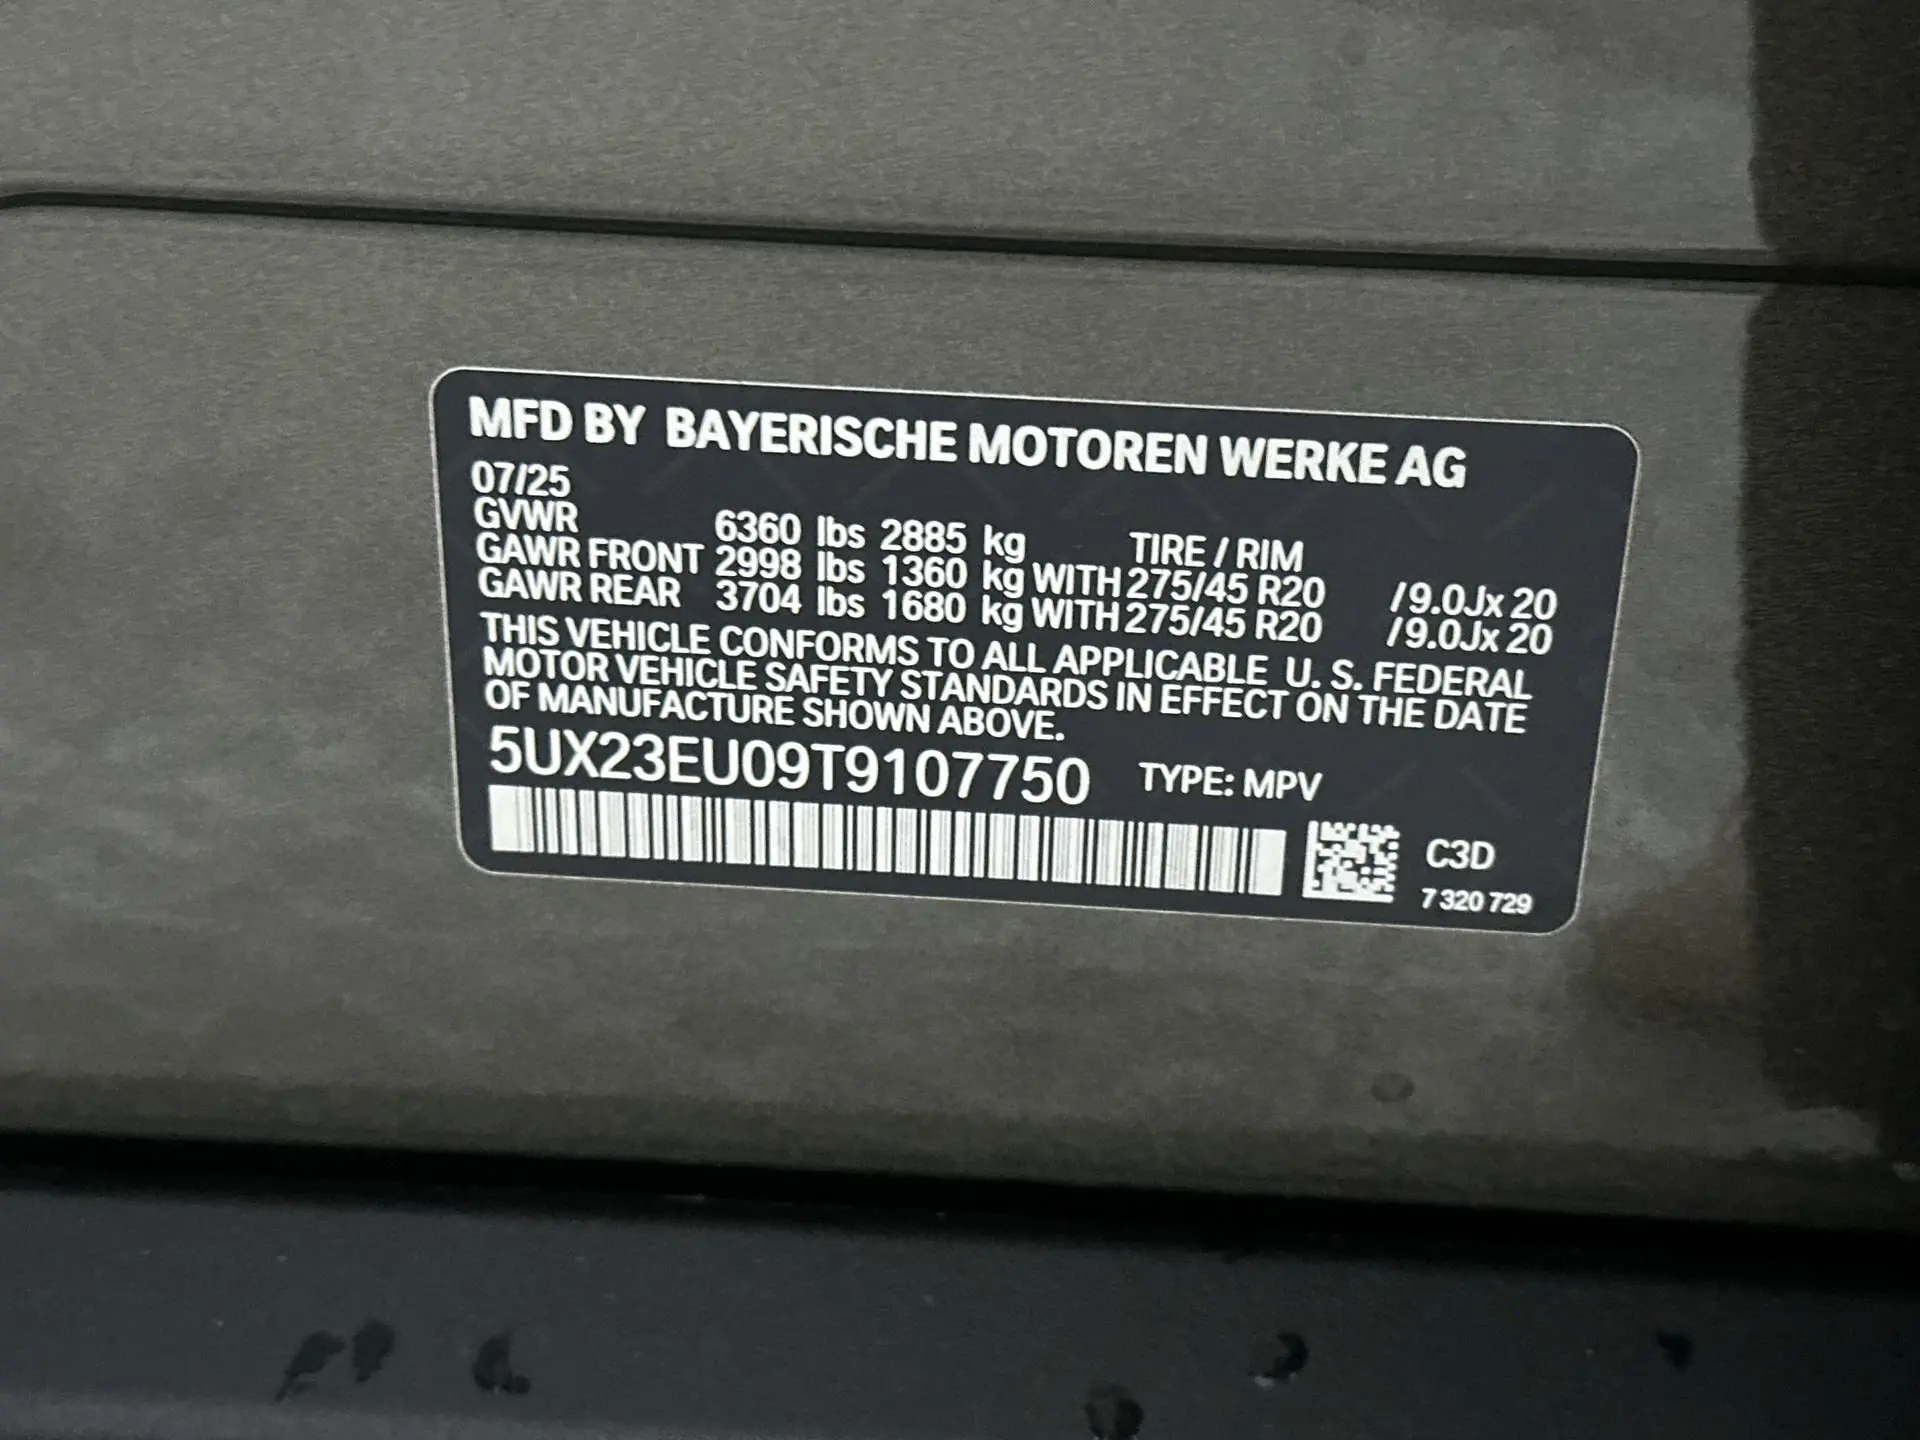 MFD BY BAYERISCHE MOTOREN WERKE AG
07/25
GVWR 6360 lbs 2885 kg TIRE / RIM
GAWR FRONT 2998 lbs 1360 kg WITH 275/45 R20 /9.0Jx 20
GAWR REAR 3704 lbs 1680 kg WITH 275/45 R20 /9.0Jx 20
THIS VEHICLE CONFORMS TO ALL APPLICABLE U. S. FEDERAL
MOTOR VEHICLE SAFETY STANDARDS IN EFFECT ON THE DATE
OF MANUFACTURE SHOWN ABOVE.
5UX23EU09T9107750 TYPE: MPV
C3D
7 320 729